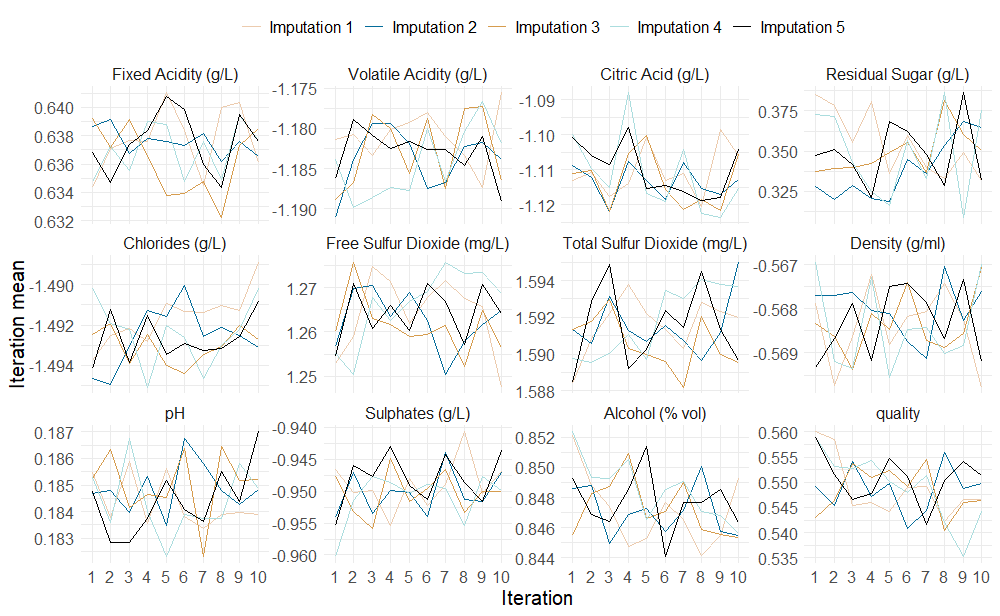 Imputation 1 Imputation 2 Imputation 3 Imputation 4 Imputation 5
Fixed Acidity (g/L) Volatile Acidity (g/L) Citric Acid (g/L) Residual Sugar (g/L)
0.640 0.638 0.636 0.634 0.632
-1.175 -1.180 -1.185 -1.190
-1.09 -1.10 -1.11 -1.12
0.375 0.350 0.325
Chlorides (g/L) Free Sulfur Dioxide (mg/L) Total Sulfur Dioxide (mg/L) Density (g/ml)
-1.490 -1.492 -1.494
1.27 1.26 1.25
1.594 1.592 1.590 1.588
-0.567 -0.568 -0.569
pH Sulphates (g/L) Alcohol (% vol) quality
0.187 0.186 0.185 0.184 0.183
-0.940 -0.945 -0.950 -0.955 -0.960
0.852 0.850 0.848 0.846 0.844
0.560 0.555 0.550 0.545 0.540 0.535
1 2 3 4 5 6 7 8 9 10 1 2 3 4 5 6 7 8 9 10 1 2 3 4 5 6 7 8 9 10 1 2 3 4 5 6 7 8 9 10
Iteration
Iteration mean